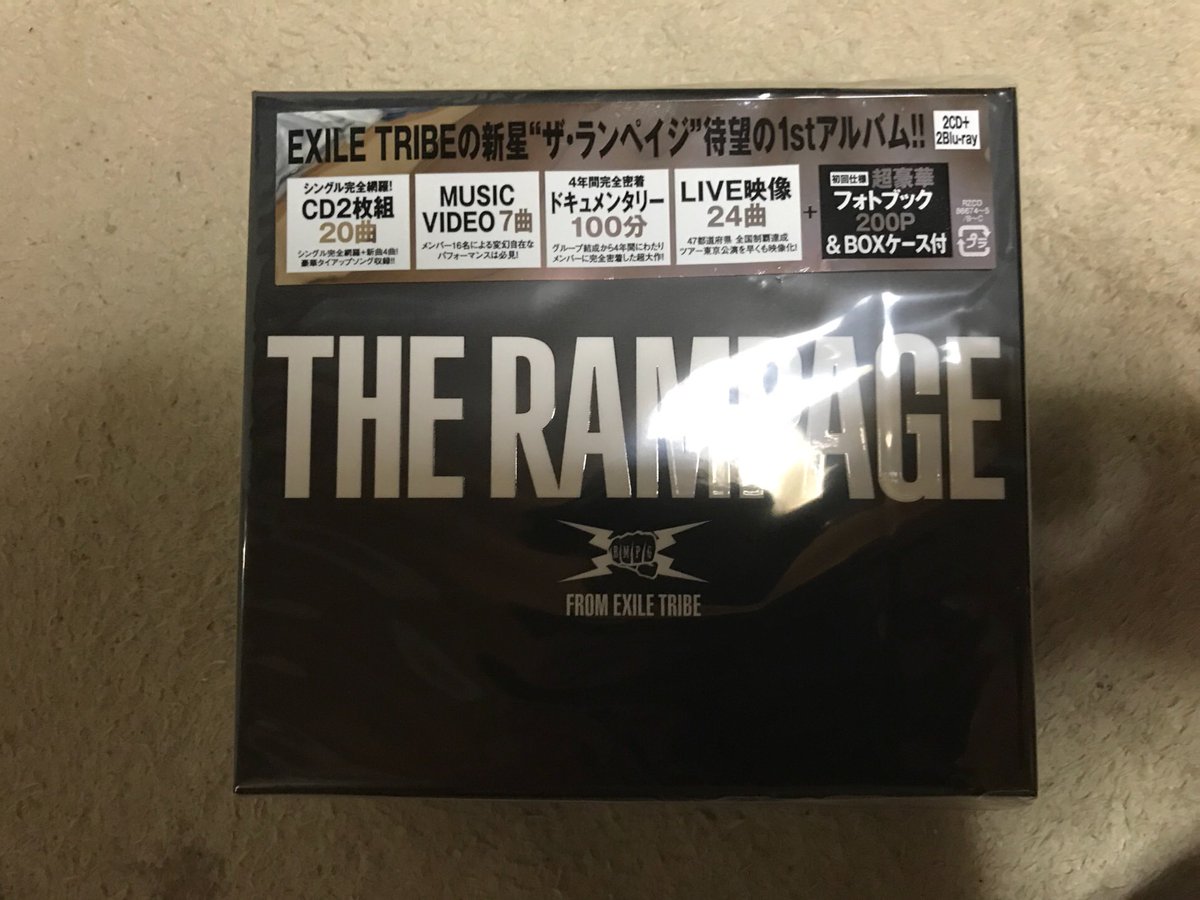 EXILE TRIBEの新星“ザ・ランペイジ”待望の1stアルバム!!
2CD+
2Blu-ray
シングル完全網羅!
CD2枚組
20曲
シングル完全網羅+新曲4曲!
豪華タイアップソング収録!!
MUSIC
VIDEO 7曲
メンバー16名による変幻自在な
パフォーマンスは必見!
4年間完全密着
ドキュメンタリー
100分
グループ結成から4年間にわたり
メンバーに完全密着した超大作!
LIVE映像
24曲
47都道府県 全国制覇達成
ツアー東京公演を早くも映像化!
+
初回仕様 超豪華
フォトブック
200P
& BOXケース付
RZCD
86674~5
/B~C
プラ
THE RAMPAGE
RMPG
FROM EXILE TRIBE